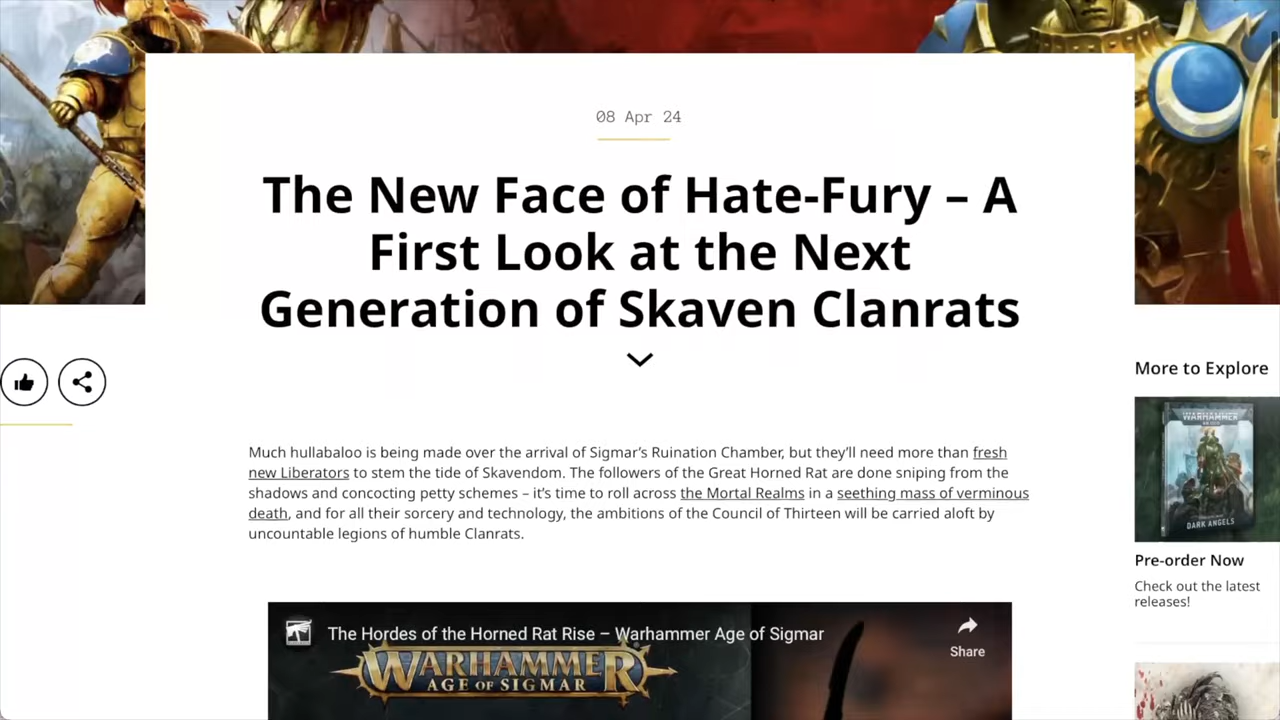 08 Apr 24
The New Face of Hate-Fury – A
First Look at the Next
Generation of Skaven Clanrats
More to Explore
WARHAMMER
DARK ANGELS
Pre-order Now
Check out the latest
releases!
Much hullabaloo is being made over the arrival of Sigmar’s Ruination Chamber, but they’ll need more than fresh
new Liberators to stem the tide of Skavendom. The followers of the Great Horned Rat are done sniping from the
shadows and concocting petty schemes – it’s time to roll across the Mortal Realms in a seething mass of verminous
death, and for all their sorcery and technology, the ambitions of the Council of Thirteen will be carried aloft by
uncountable legions of humble Clanrats.
The Hordes of the Horned Rat Rise – Warhammer Age of Sigmar
Share
WARHAMMER
AGE OF SIGMAR